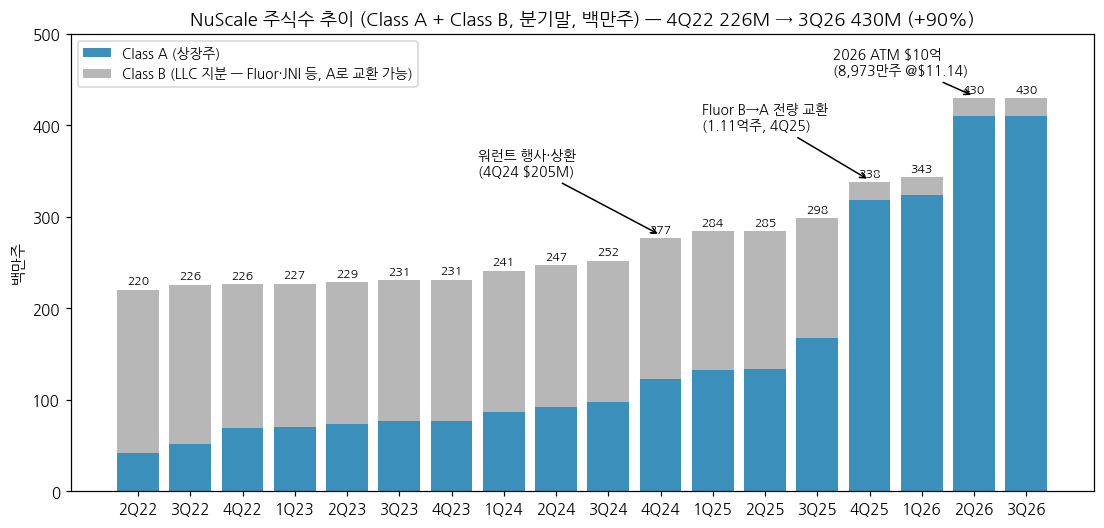 NuScale 주식수 추이 (Class A + Class B, 분기말, 백만주) — 4Q22 226M → 3Q26 430M (+90%)
Class A (상장주)
Class B (LLC 지분 — Fluor·JNI 등, A로 교환 가능)
2026 ATM $10억
(8,973만주 @$11.14)
Fluor B→A 전량 교환
(1.11억주, 4Q25)
워런트 행사·상환
(4Q24 $205M)
백만주
500
400
300
200
100
0
220 226 226 227 229 231 231 241 247 252 277 284 285 298 338 343 430 430
2Q22 3Q22 4Q22 1Q23 2Q23 3Q23 4Q23 1Q24 2Q24 3Q24 4Q24 1Q25 2Q25 3Q25 4Q25 1Q26 2Q26 3Q26